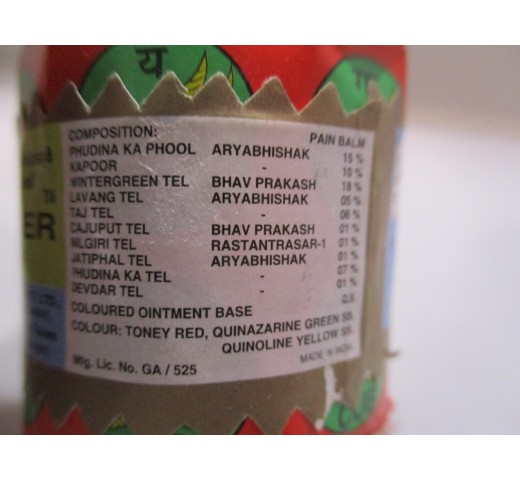 य
COMPOSITION: PAIN BALM
PHUDINA KA PHOOL ARYABHISHAK 15 %
KAPOOR - 10 %
WINTERGREEN TEL BHAV PRAKASH 18 %
LAVANG TEL ARYABHISHAK 05 %
TAJ TEL - 06 %
CAJUPUT TEL BHAV PRAKASH 01 %
NILGIRI TEL RASTANTRASAR-1 01 %
JATIPHAL TEL ARYABHISHAK 01 %
PHUDINA KA TEL - 07 %
DEVDAR TEL - 01 %
COLOURED OINTMENT BASE Q.S.
COLOUR: TONEY RED, QUINAZARINE GREEN SS.
QUINOLINE YELLOW SS.
Mfg. Lic. No. GA / 525 MADE IN INDIA
ER